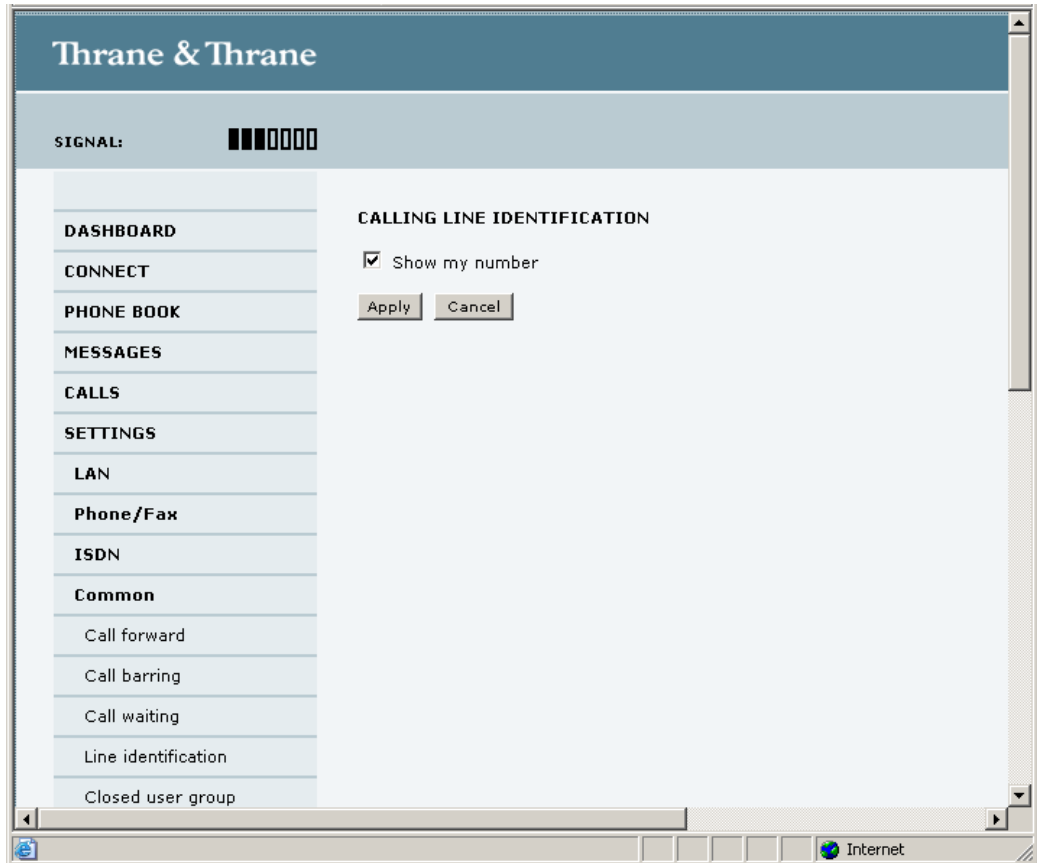 Thrane & Thrane
SIGNAL:
DASHBOARD
CONNECT
PHONE BOOK
MESSAGES
CALLS
SETTINGS
LAN
Phone/Fax
ISDN
Common
Call forward
Call barring
Call waiting
Line identification
Closed user group
CALLING LINE IDENTIFICATION
Show my number
Apply Cancel
Internet